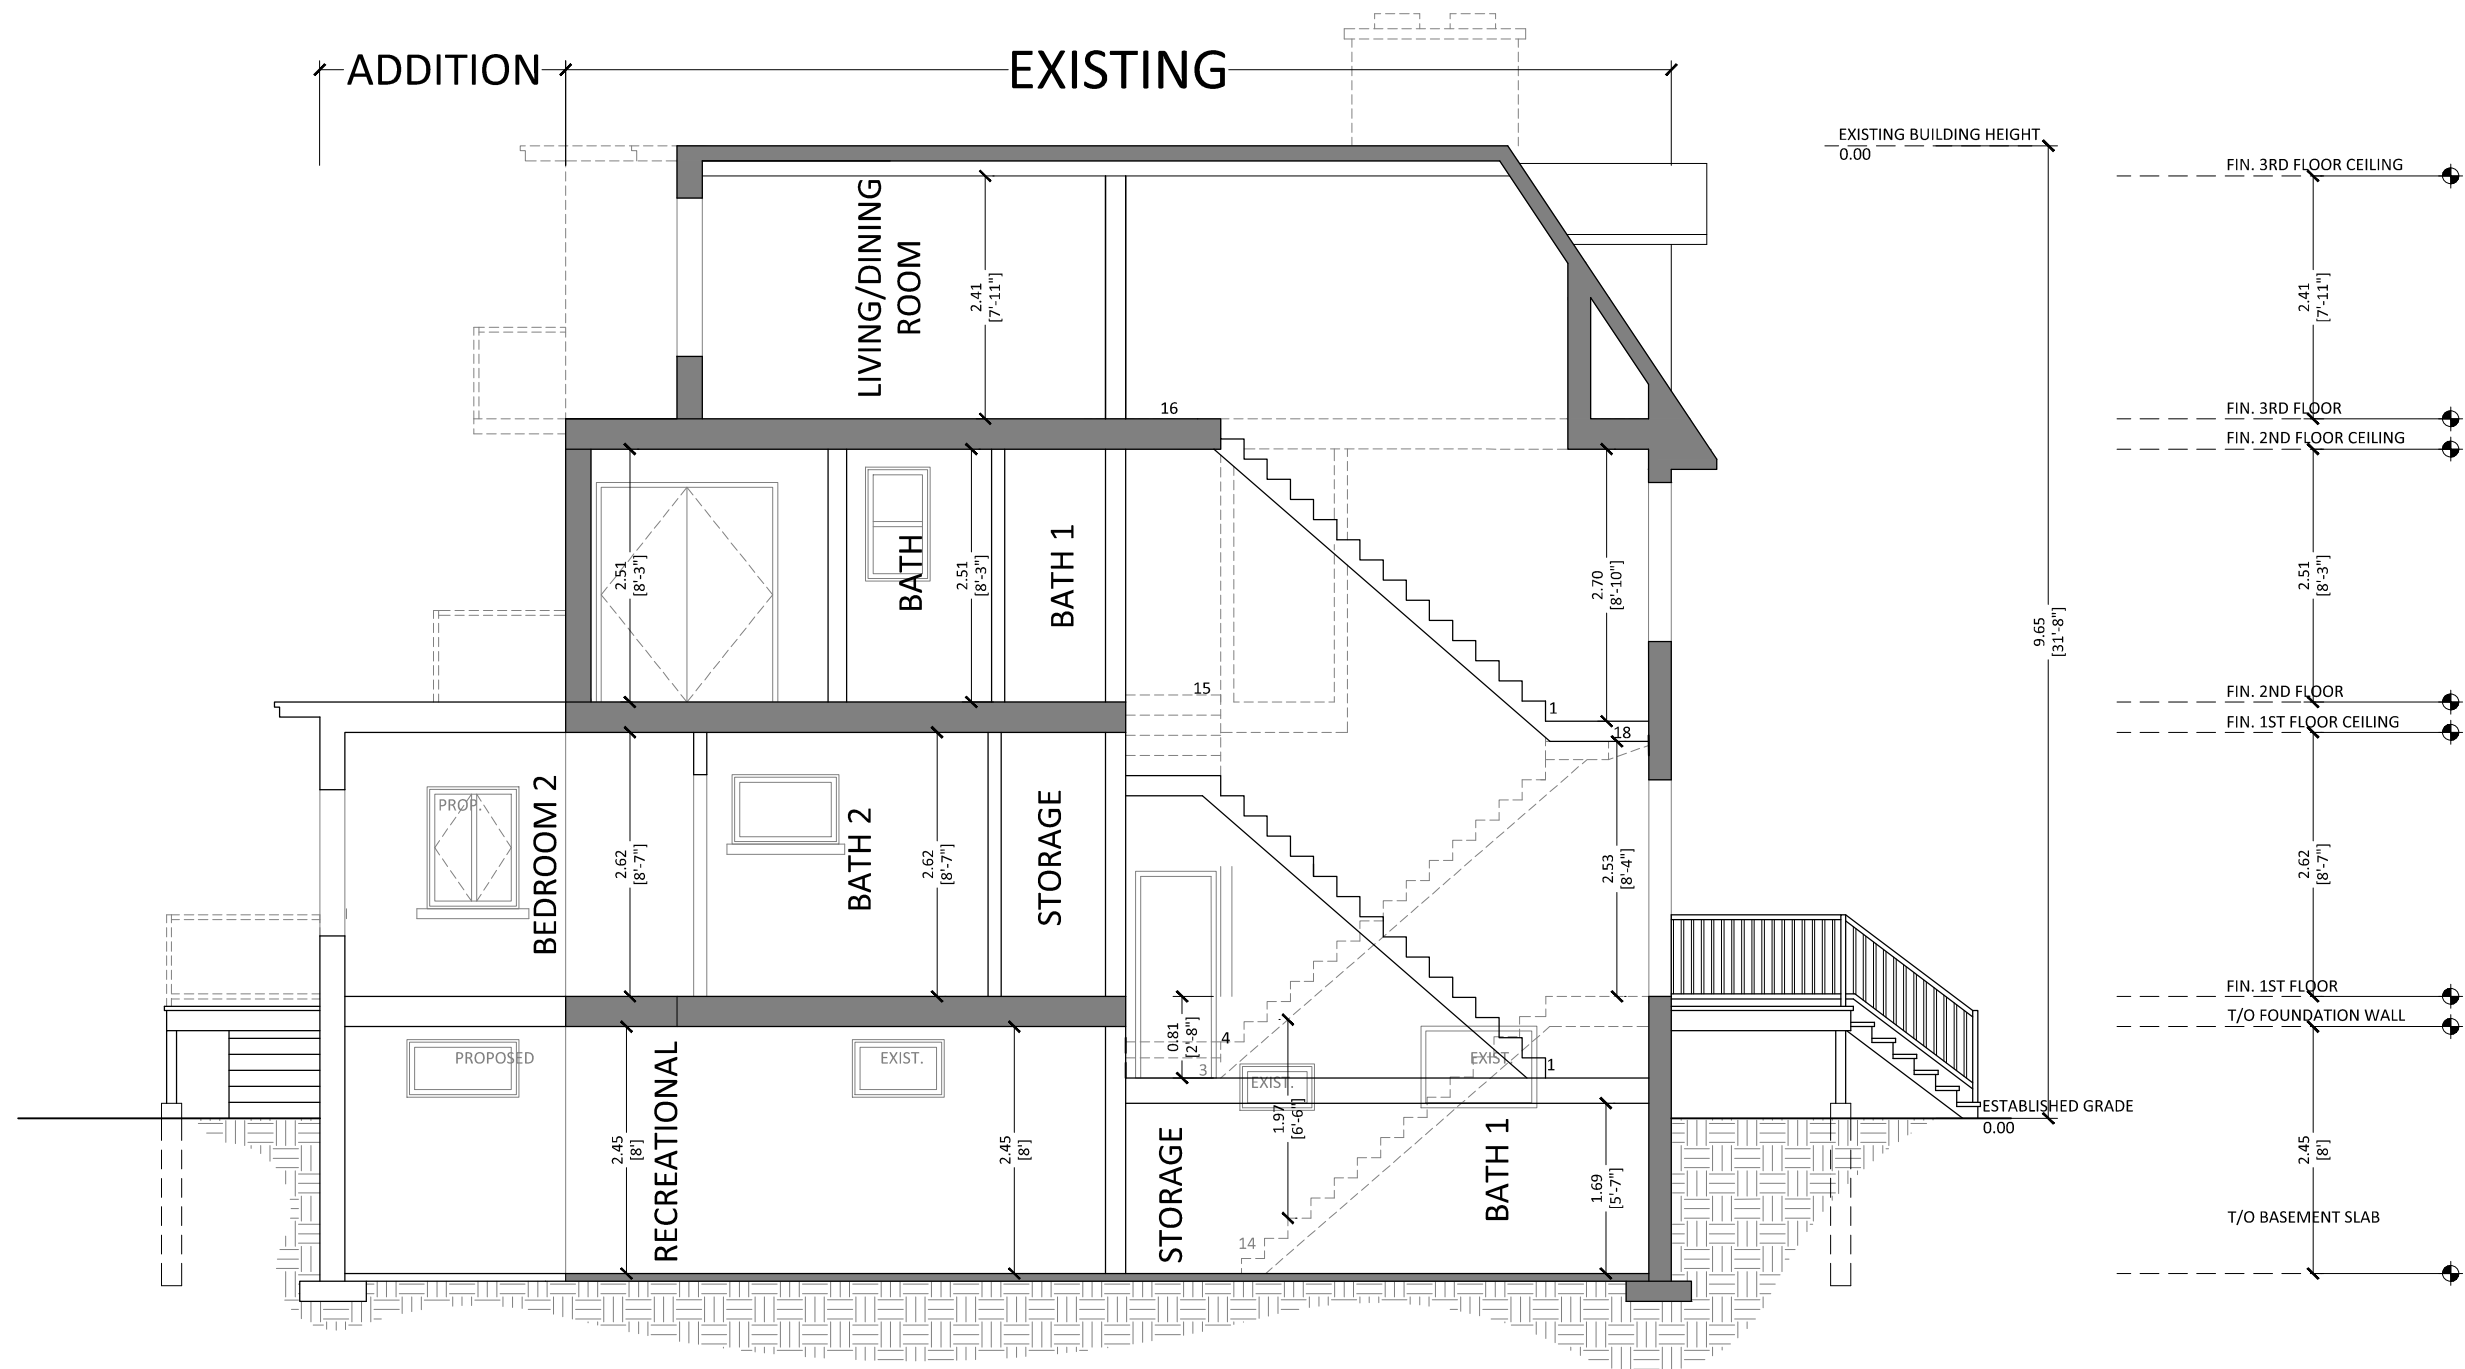 ADDITION
EXISTING
EXISTING BUILDING HEIGHT
0.00
FIN. 3RD FLOOR CEILING
LIVING/DINING
ROOM
2.41
[7'-11"]
2.41
[7'-11"]
16
FIN. 3RD FLOOR
FIN. 2ND FLOOR CEILING
2.51
[8'-3"]
BATH
2.51
[8'-3"]
BATH 1
2.70
[8'-10"]
9.65
[31'-8"]
2.51
[8'-3"]
15
1
18
FIN. 2ND FLOOR
FIN. 1ST FLOOR CEILING
PROP.
BEDROOM 2
2.62
[8'-7"]
BATH 2
2.62
[8'-7"]
STORAGE
2.53
[8'-4"]
2.62
[8'-7"]
FIN. 1ST FLOOR
T/O FOUNDATION WALL
0.81
[2'-8"]
4
3
1
PROPOSED
EXIST.
EXIST.
EXIST.
ESTABLISHED GRADE
0.00
2.45
[8']
RECREATIONAL
2.45
[8']
STORAGE
1.97
[6'-6"]
BATH 1
1.69
[5'-7"]
2.45
[8']
14
T/O BASEMENT SLAB